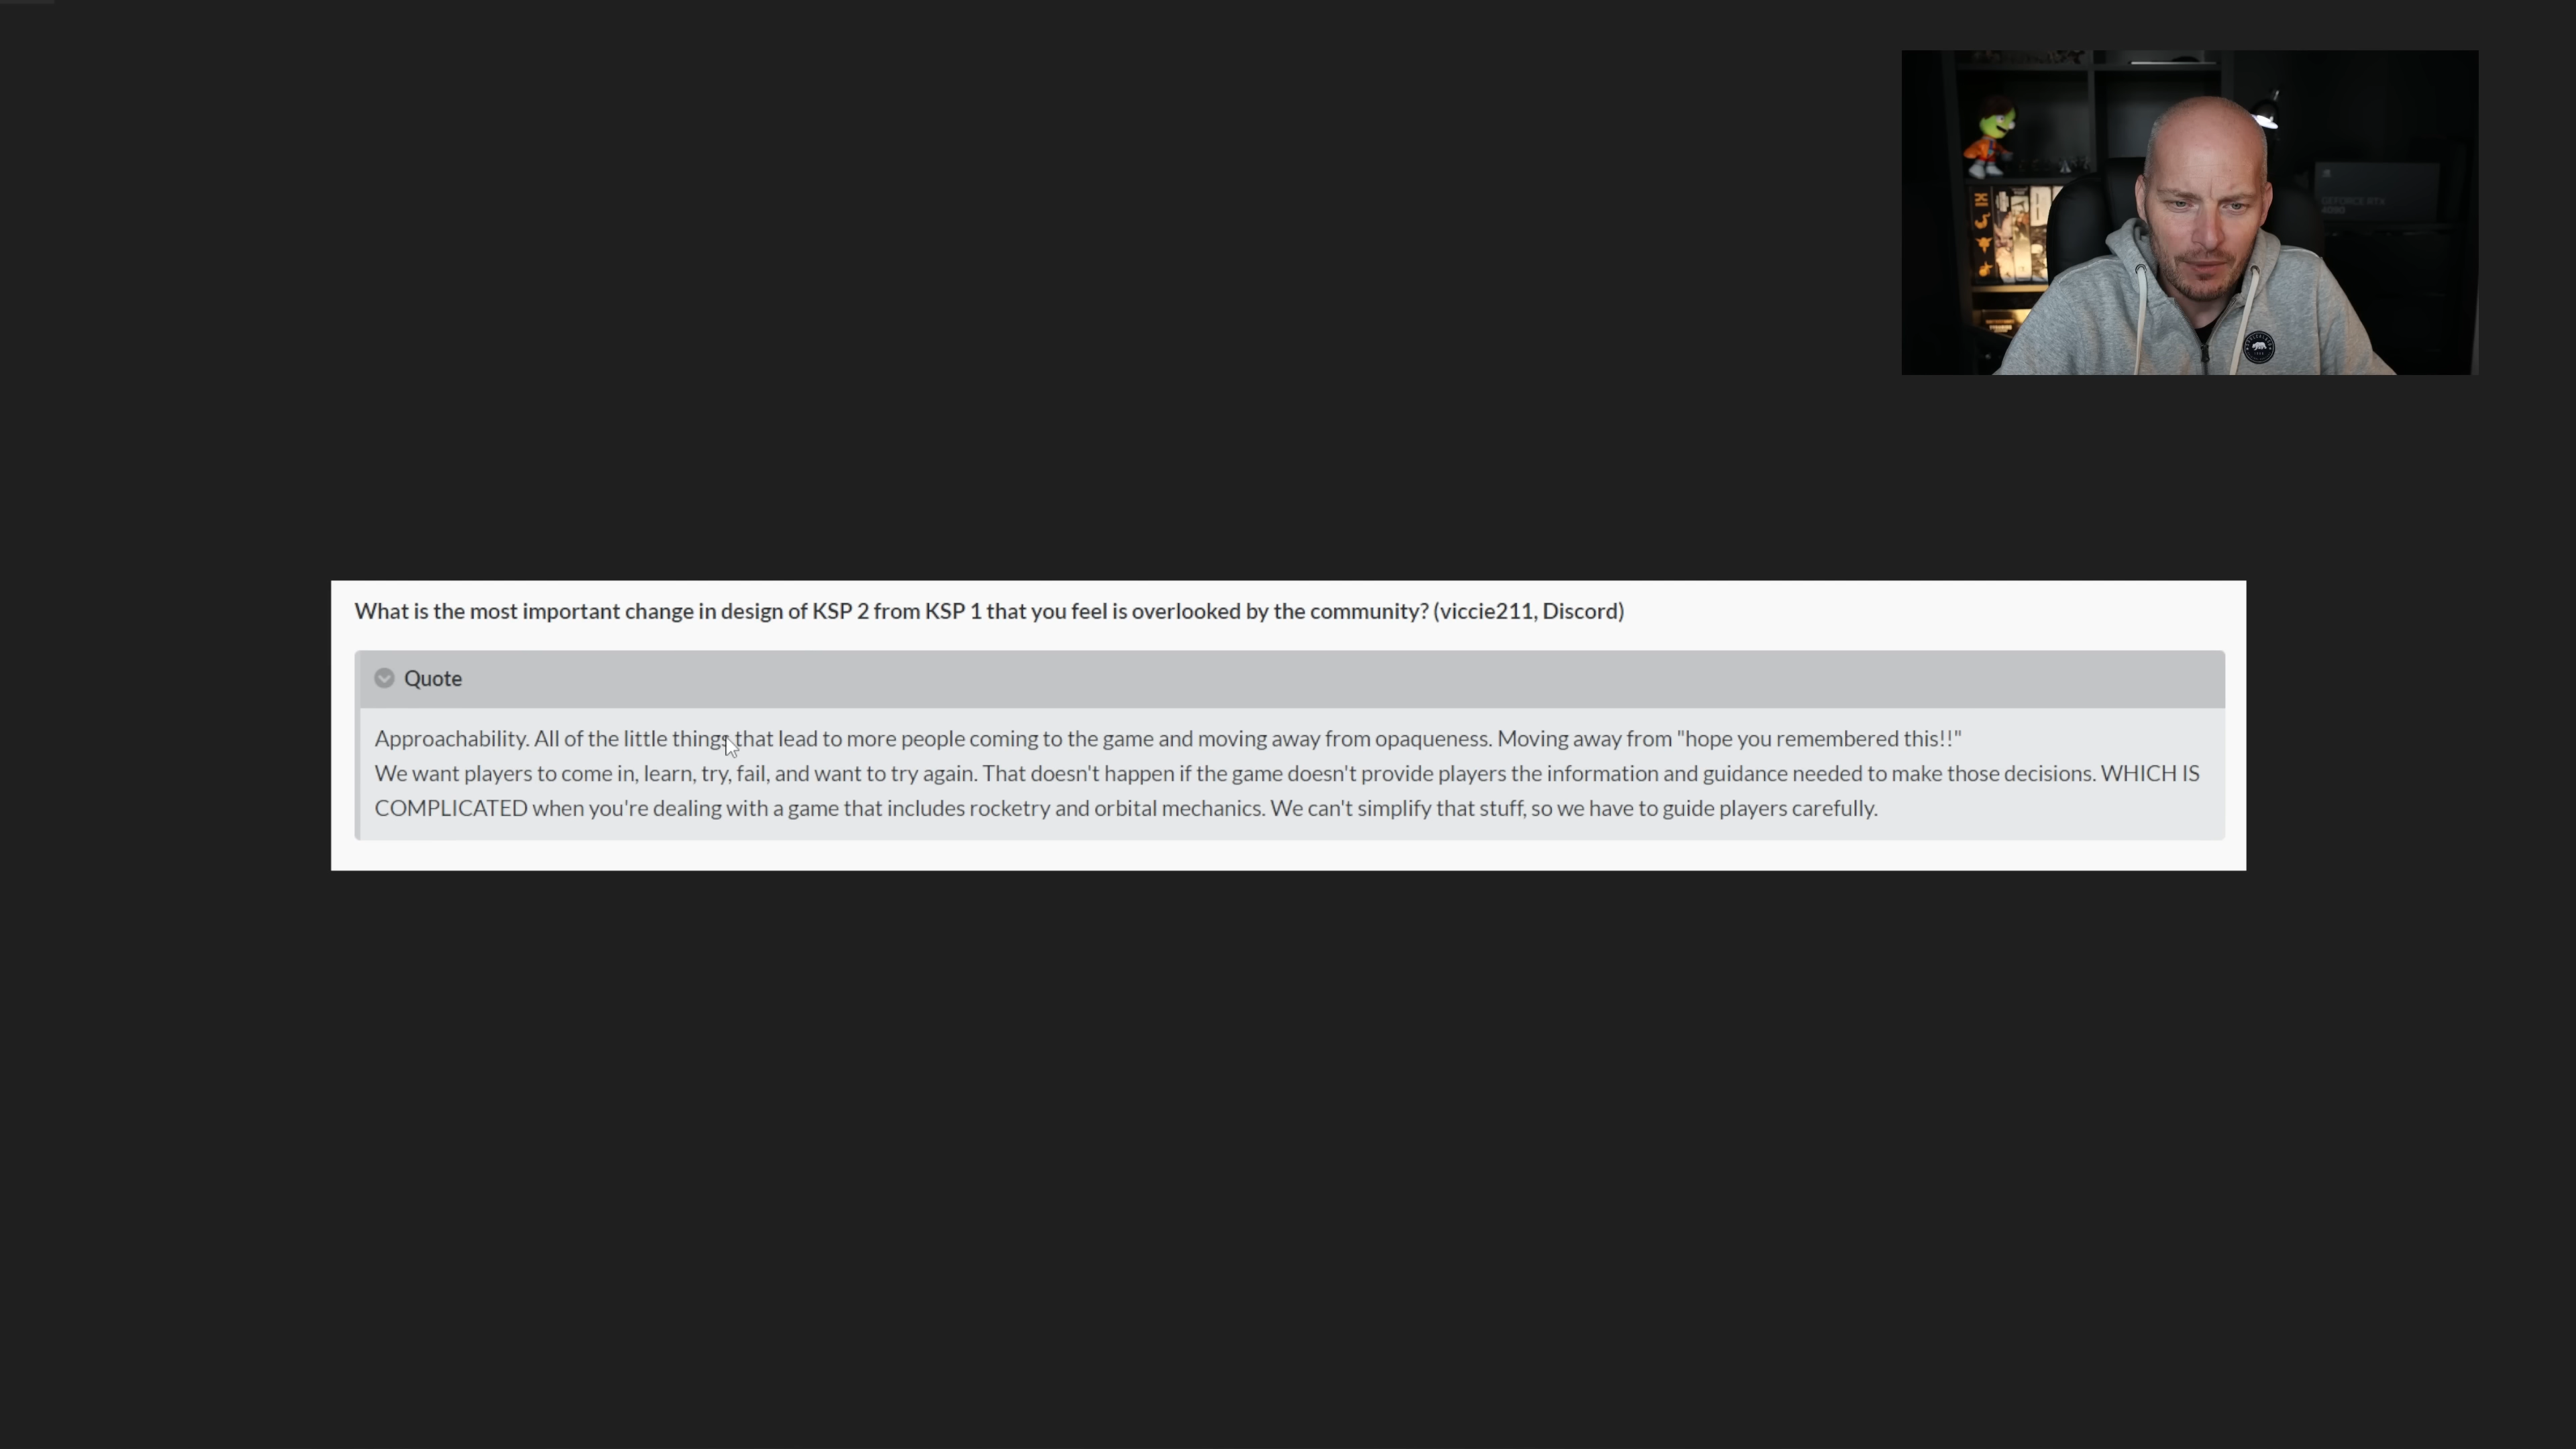 GEFORCE RTX
4090
What is the most important change in design of KSP 2 from KSP 1 that you feel is overlooked by the community? (viccie211, Discord)
Quote
Approachability. All of the little things that lead to more people coming to the game and moving away from opaqueness. Moving away from "hope you remembered this!!"
We want players to come in, learn, try, fail, and want to try again. That doesn't happen if the game doesn't provide players the information and guidance needed to make those decisions. WHICH IS
COMPLICATED when you're dealing with a game that includes rocketry and orbital mechanics. We can't simplify that stuff, so we have to guide players carefully.